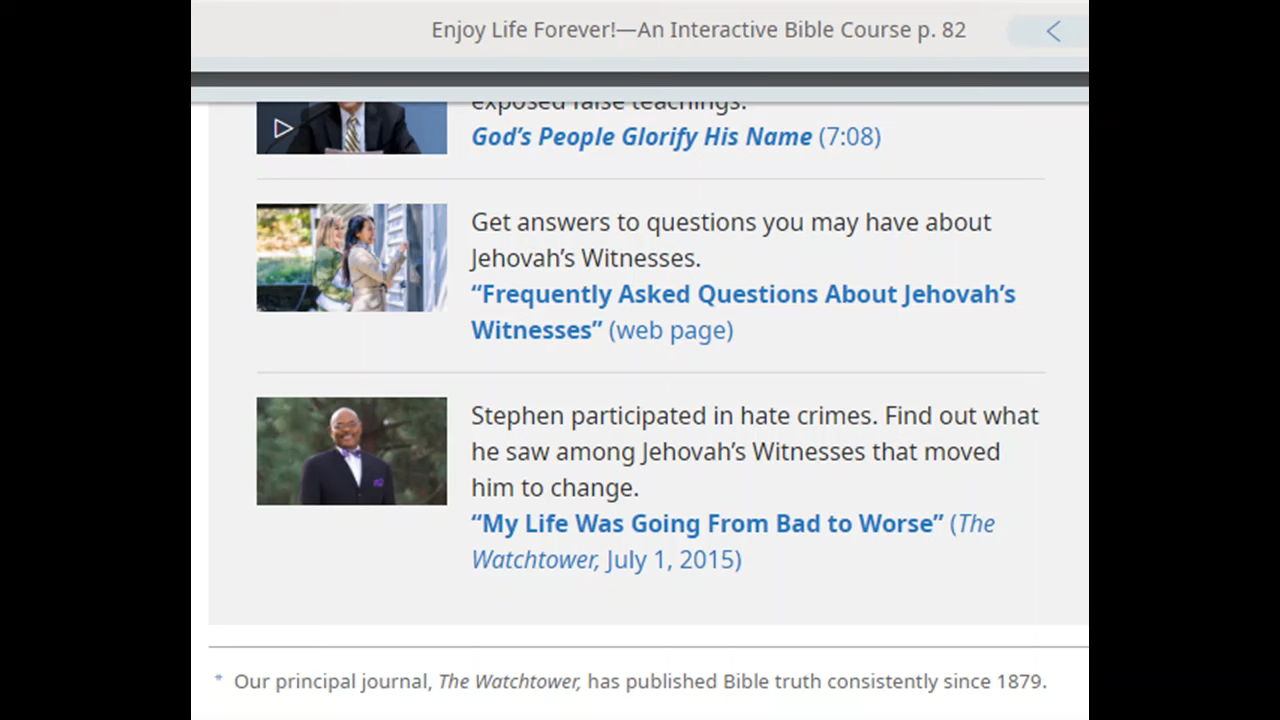 Enjoy Life Forever!—An Interactive Bible Course p. 82
exposed false teachings.
God’s People Glorify His Name (7:08)
Get answers to questions you may have about
Jehovah’s Witnesses.
“Frequently Asked Questions About Jehovah’s
Witnesses” (web page)
Stephen participated in hate crimes. Find out what
he saw among Jehovah’s Witnesses that moved
him to change.
“My Life Was Going From Bad to Worse” (The
Watchtower, July 1, 2015)
* Our principal journal, The Watchtower, has published Bible truth consistently since 1879.